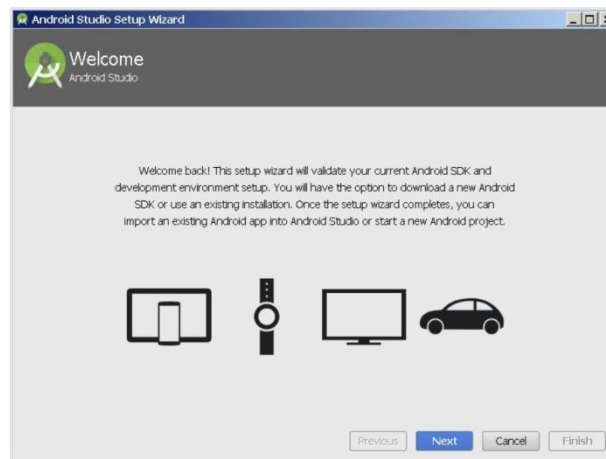 Android Studio Setup Wizard
Welcome
Android Studio
Welcome back! This setup wizard will validate your current Android SDK and
development environment setup. You will have the option to download a new Android
SDK or use an existing installation. Once the setup wizard completes, you can
import an existing Android app into Android Studio or start a new Android project.
Previous Next Cancel Finish